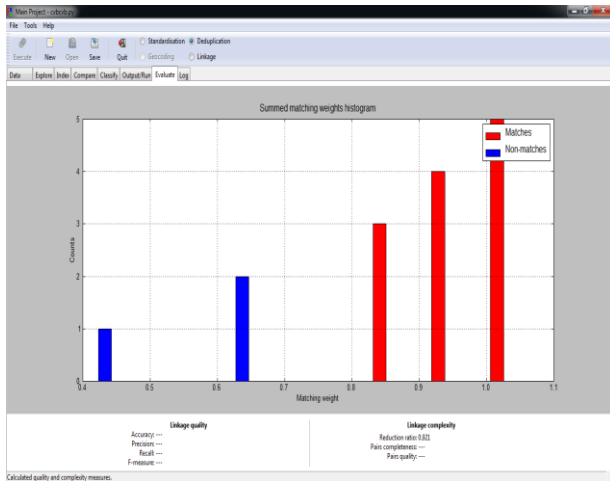 Main Project - cxbcvb.py
File Tools Help
Execute New Open Save Quit Standardisation Deduplication
Geocoding Linkage
Data Explore Index Compare Classify Output/Run Evaluate Log
Summed matching weights histogram
Matches
Non-matches
Counts
5
4
3
2
1
0
0.4 0.5 0.6 0.7 0.8 0.9 1.0 1.1
Matching weight
Linkage quality
Accuracy: ---
Precision: ---
Recall: ---
F-measure: ---
Linkage complexity
Reduction ratio: 0.821
Pairs completeness: ---
Pairs quality: ---
Calculated quality and complexity measures.